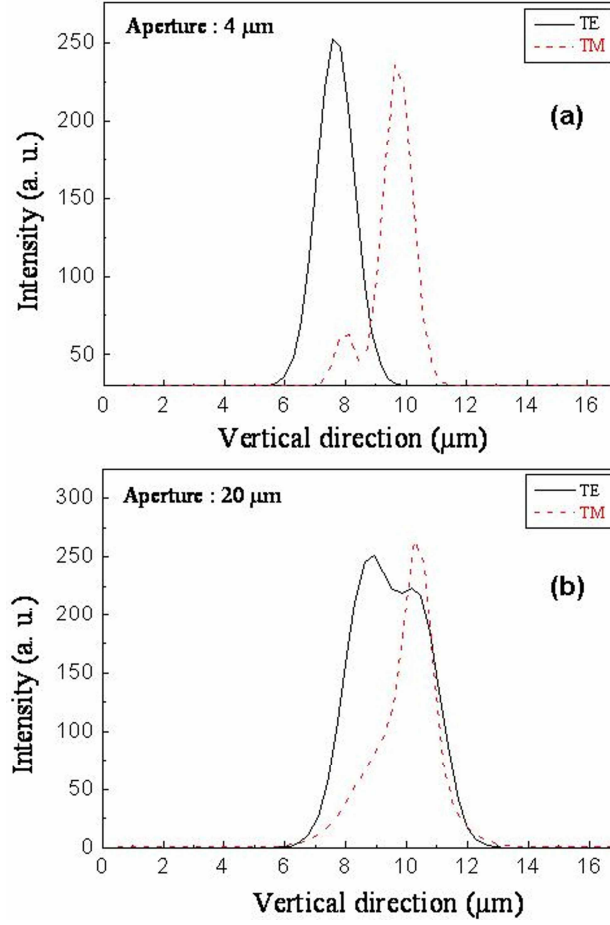 Aperture : 4 µm
TE
TM
(a)
250
200
150
100
50
Intensity (a. u.)
0 2 4 6 8 10 12 14 16
Vertical direction (µm)
Aperture : 20 µm
TE
TM
(b)
300
250
200
150
100
50
0
Intensity (a. u.)
0 2 4 6 8 10 12 14 16
Vertical direction (µm)